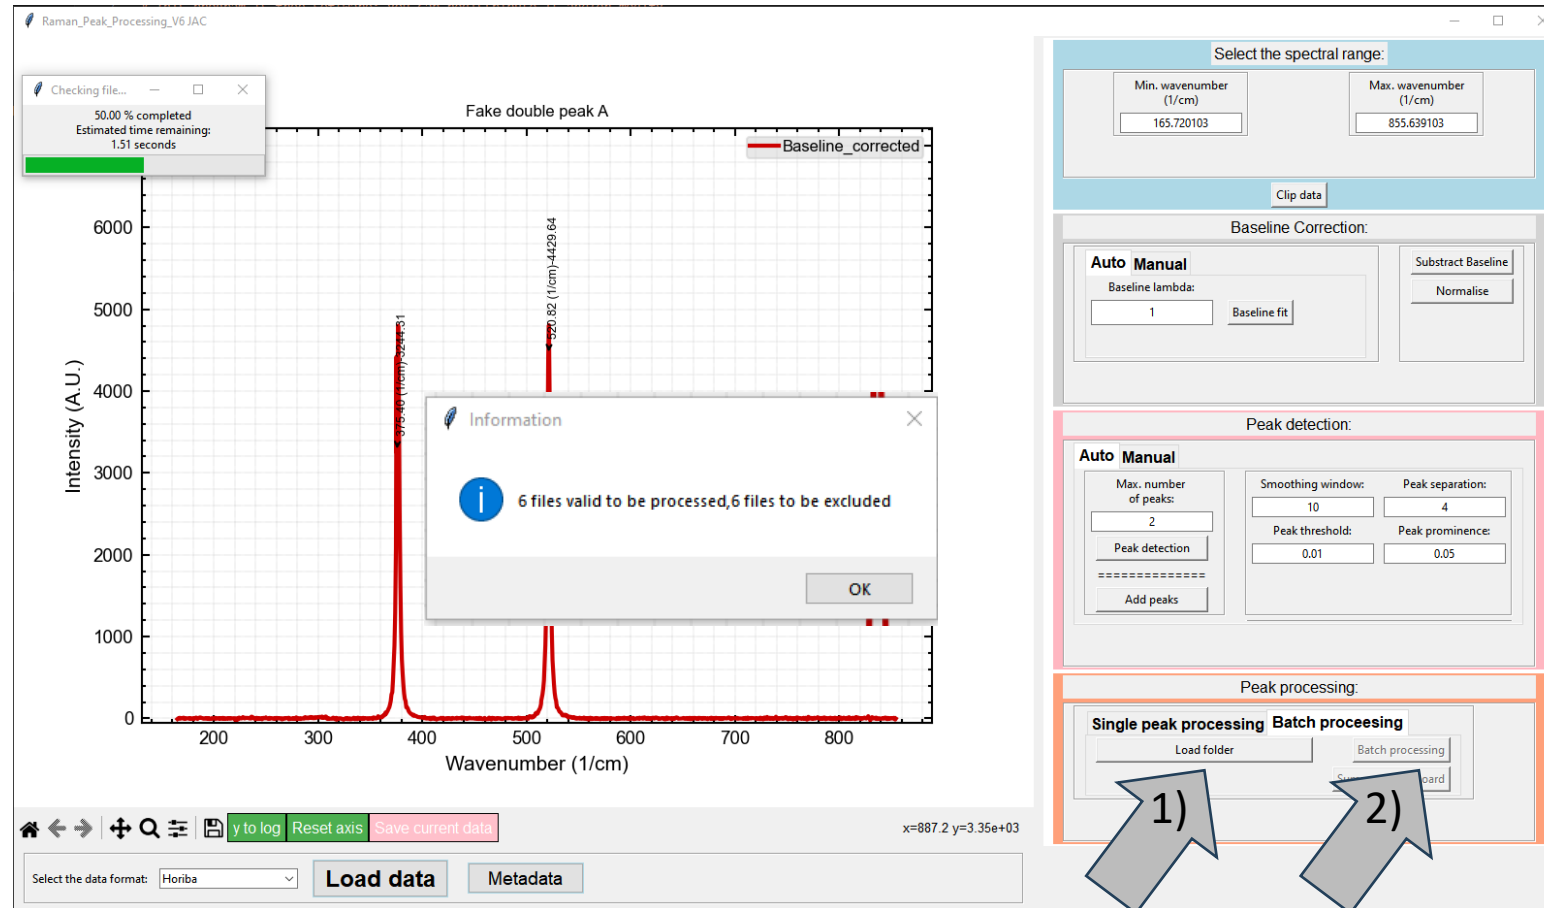 Raman_Peak_Processing_V6 JAC
Checking file...
50.00 % completed
Estimated time remaining:
1.51 seconds
Fake double peak A
Baseline_corrected
6000
5000
4000
3000
2000
1000
0
Intensity (A.U.)
375.40 (1/cm)-3244.31
520.82 (1/cm)-4429.64
200 300 400 500 600 700 800
Wavenumber (1/cm)
Information
6 files valid to be processed,6 files to be excluded
OK
y to log Reset axis Save current data
x=887.2 y=3.35e+03
Select the data format: Horiba Load data Metadata
Select the spectral range:
Min. wavenumber
(1/cm)
165.720103
Max. wavenumber
(1/cm)
855.639103
Clip data
Baseline Correction:
Auto Manual
Baseline lambda:
1
Baseline fit
Substract Baseline
Normalise
Peak detection:
Auto Manual
Max. number
of peaks:
2
Peak detection
==============
Add peaks
Smoothing window: Peak separation:
10 4
Peak threshold: Peak prominence:
0.01 0.05
Peak processing:
Single peak processing Batch proceesing
Load folder Batch processing
1) 2)